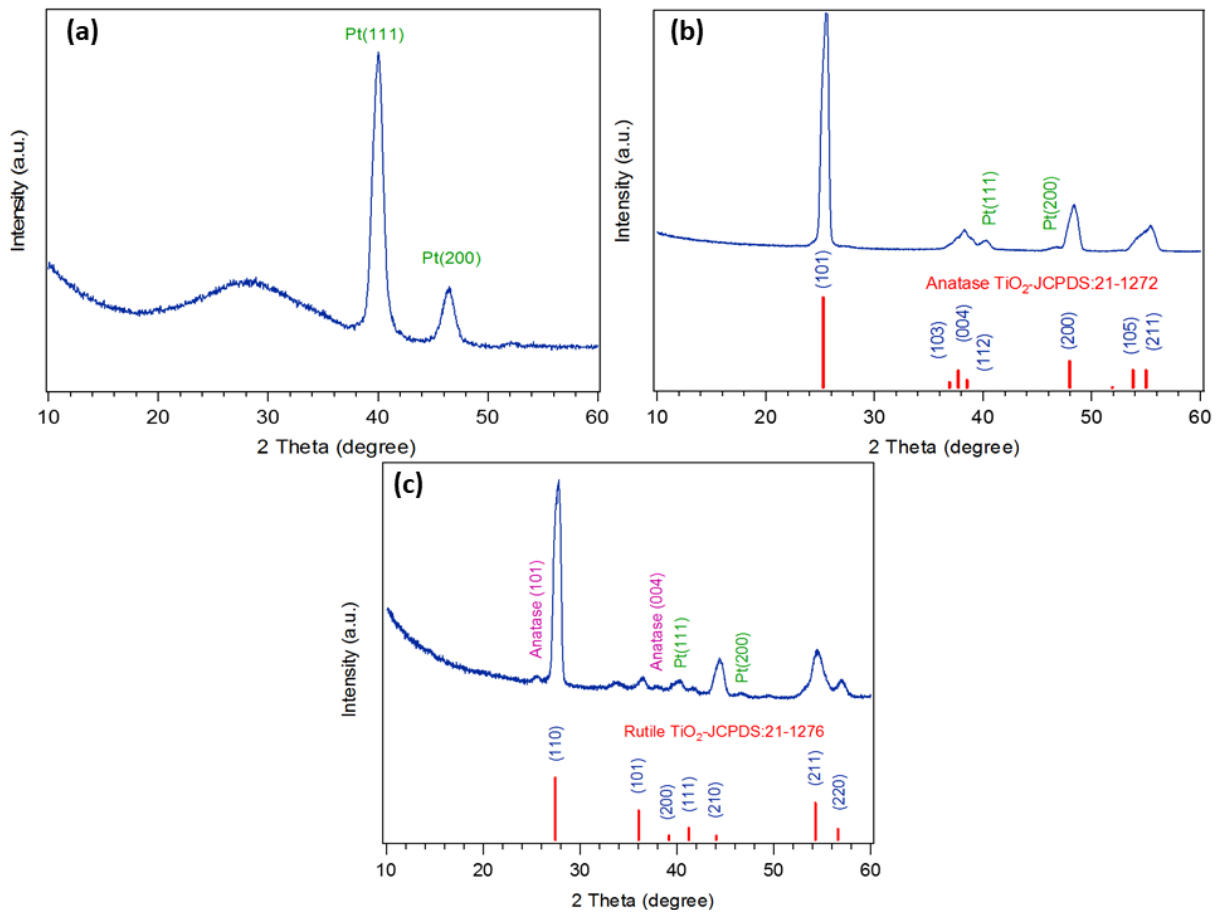 (a)
Pt(111)
Pt(200)
Intensity (a.u.)
10 20 30 40 50 60
2 Theta (degree)
(b)
Pt(111)
Pt(200)
(101)
Anatase TiO₂-JCPDS:21-1272
(103)
(004)
(112)
(200)
(105)
(211)
Intensity (a.u.)
10 20 30 40 50 60
2 Theta (degree)
(c)
Anatase (101)
Anatase (004)
Pt(111)
Pt(200)
Rutile TiO₂-JCPDS:21-1276
(110)
(101)
(200)
(111)
(210)
(211)
(220)
Intensity (a.u.)
10 20 30 40 50 60
2 Theta (degree)